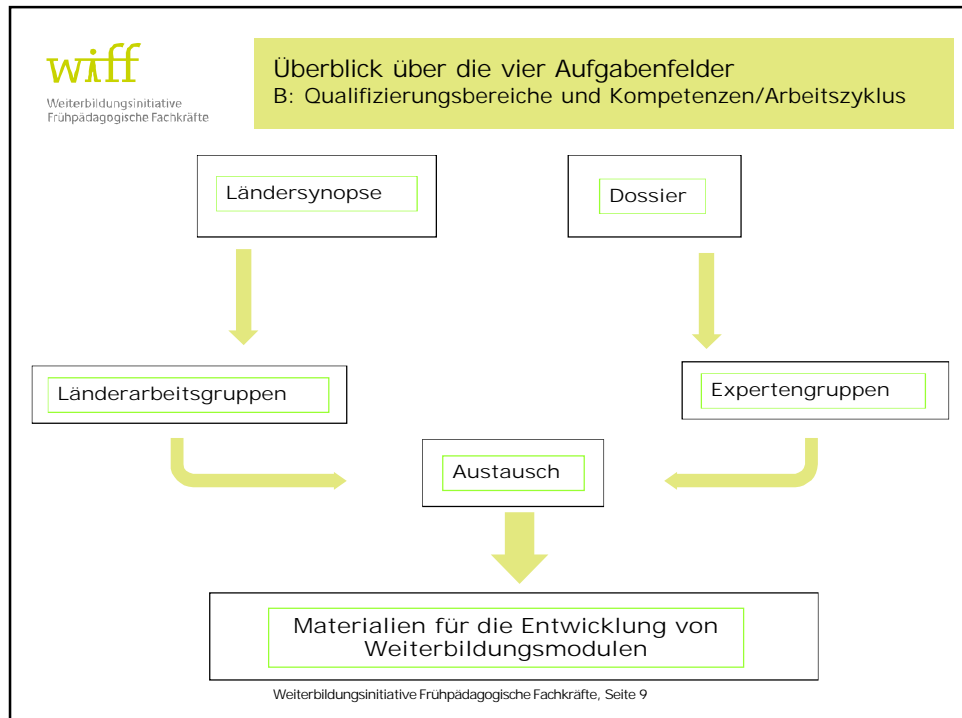 wiff
Weiterbildungsinitiative
Frühpädagogische Fachkräfte
Überblick über die vier Aufgabenfelder
B: Qualifizierungsbereiche und Kompetenzen/Arbeitszyklus
Ländersynopse
Dossier
Länderarbeitsgruppen
Expertengruppen
Austausch
Materialien für die Entwicklung von
Weiterbildungsmodulen
Weiterbildungsinitiative Frühpädagogische Fachkräfte, Seite 9